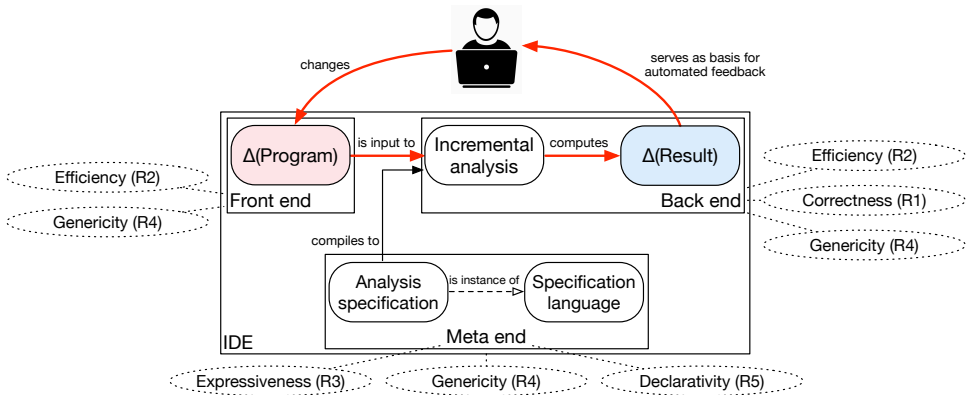 changes
serves as basis for
automated feedback
Δ(Program)
is input to
Incremental
analysis
computes
Δ(Result)
Efficiency (R2)
Genericity (R4)
Front end
Back end
Efficiency (R2)
Correctness (R1)
Genericity (R4)
compiles to
Analysis
specification
is instance of
Specification
language
Meta end
IDE
Expressiveness (R3)
Genericity (R4)
Declarativity (R5)